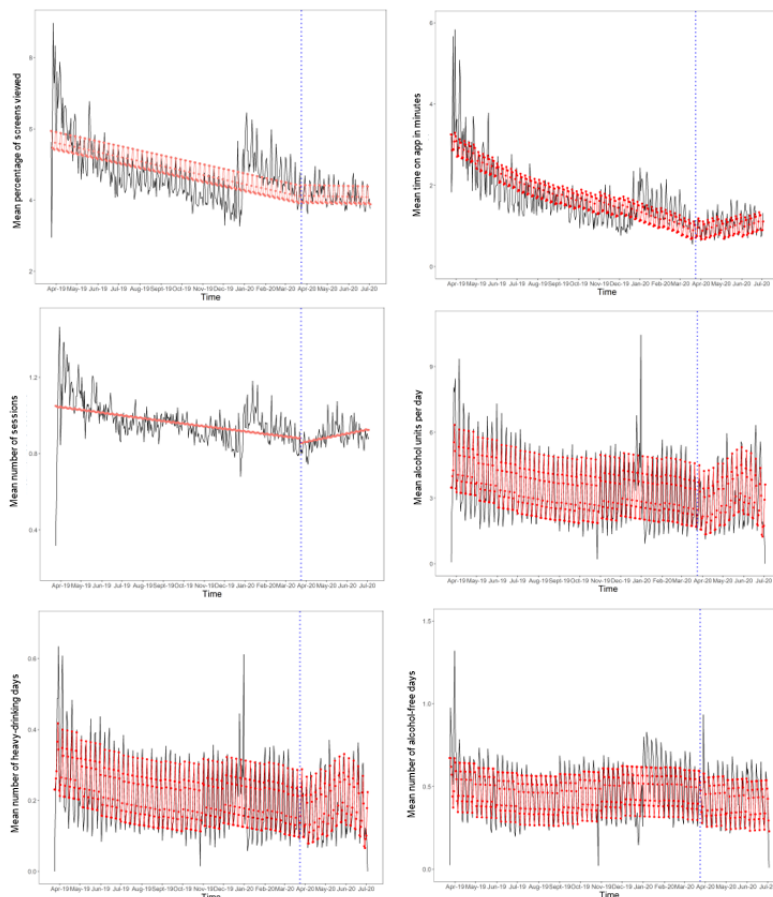 Mean percentage of screens viewed
8
6
4
2
Apr-19 May-19 Jun-19 Jul-19 Aug-19 Sep-19 Oct-19 Nov-19 Dec-19 Jan-20 Feb-20 Mar-20 Apr-20 May-20 Jun-20 Jul-20
Time
Mean time on app in minutes
6
4
2
0
Apr-19 May-19 Jun-19 Jul-19 Aug-19 Sep-19 Oct-19 Nov-19 Dec-19 Jan-20 Feb-20 Mar-20 Apr-20 May-20 Jun-20 Jul-20
Time
Mean number of sessions
1.2
0.8
0.4
Apr-19 May-19 Jun-19 Jul-19 Aug-19 Sep-19 Oct-19 Nov-19 Dec-19 Jan-20 Feb-20 Mar-20 Apr-20 May-20 Jun-20 Jul-20
Time
Mean alcohol units per day
9
6
3
0
Apr-19 May-19 Jun-19 Jul-19 Aug-19 Sep-19 Oct-19 Nov-19 Dec-19 Jan-20 Feb-20 Mar-20 Apr-20 May-20 Jun-20 Jul-20
Time
Mean number of heavy-drinking days
0.6
0.4
0.2
0.0
Apr-19 May-19 Jun-19 Jul-19 Aug-19 Sep-19 Oct-19 Nov-19 Dec-19 Jan-20 Feb-20 Mar-20 Apr-20 May-20 Jun-20 Jul-20
Time
Mean number of alcohol-free days
1.5
1.0
0.5
0.0
Apr-19 May-19 Jun-19 Jul-19 Aug-19 Sep-19 Oct-19 Nov-19 Dec-19 Jan-20 Feb-20 Mar-20 Apr-20 May-20 Jun-20 Jul-20
Time